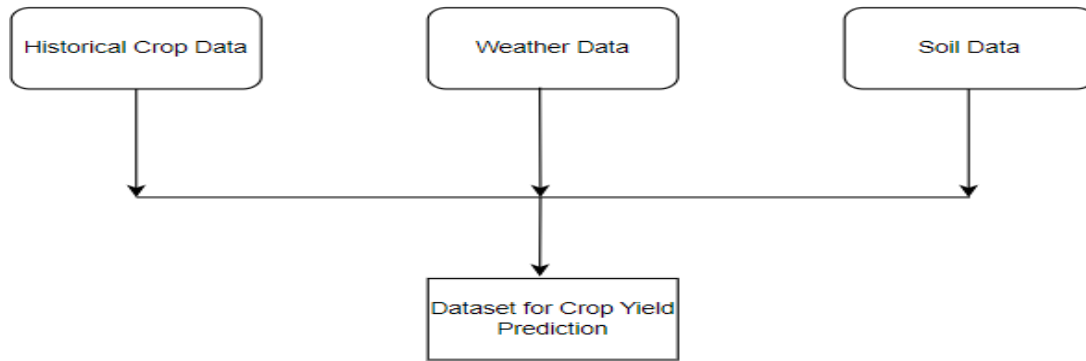 Historical Crop Data
Weather Data
Soil Data
Dataset for Crop Yield
Prediction